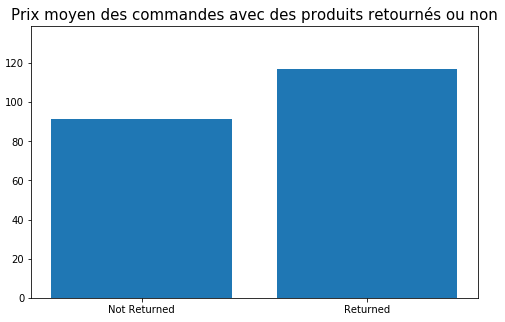 Prix moyen des commandes avec des produits retournés ou non
120
100
80
60
40
20
0
Not Returned
Returned